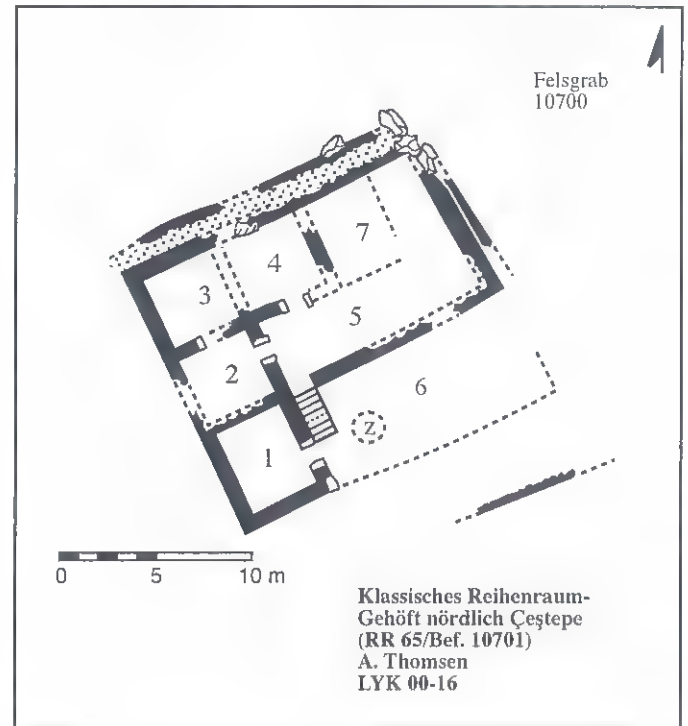 Felsgrab
10700
7
4
3
5
2
6
z
1
0 5 10 m
Klassisches Reihenraum-
Gehöft nördlich Çeştepe
(RR 65/Bef. 10701)
A. Thomsen
LYK 00-16